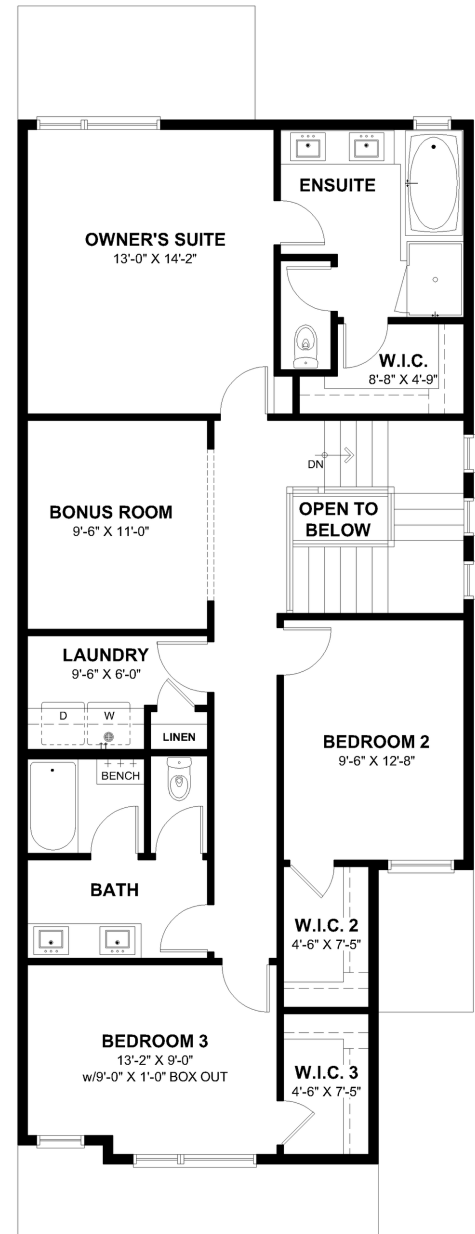 ENSUITE
OWNER'S SUITE
13'-0" X 14'-2"
W.I.C.
8'-8" X 4'-9"
DN
BONUS ROOM
9'-6" X 11'-0"
OPEN TO
BELOW
LAUNDRY
9'-6" X 6'-0"
D
W
LINEN
BEDROOM 2
9'-6" X 12'-8"
BENCH
BATH
W.I.C. 2
4'-6" X 7'-5"
BEDROOM 3
13'-2" X 9'-0"
w/9'-0" X 1'-0" BOX OUT
W.I.C. 3
4'-6" X 7'-5"